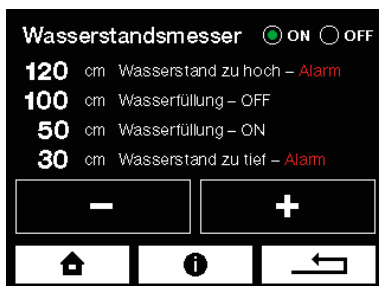 Wasserstandsmesser ON OFF
120 cm Wasserstand zu hoch – Alarm
100 cm Wasserfüllung – OFF
50 cm Wasserfüllung – ON
30 cm Wasserstand zu tief – Alarm
– +